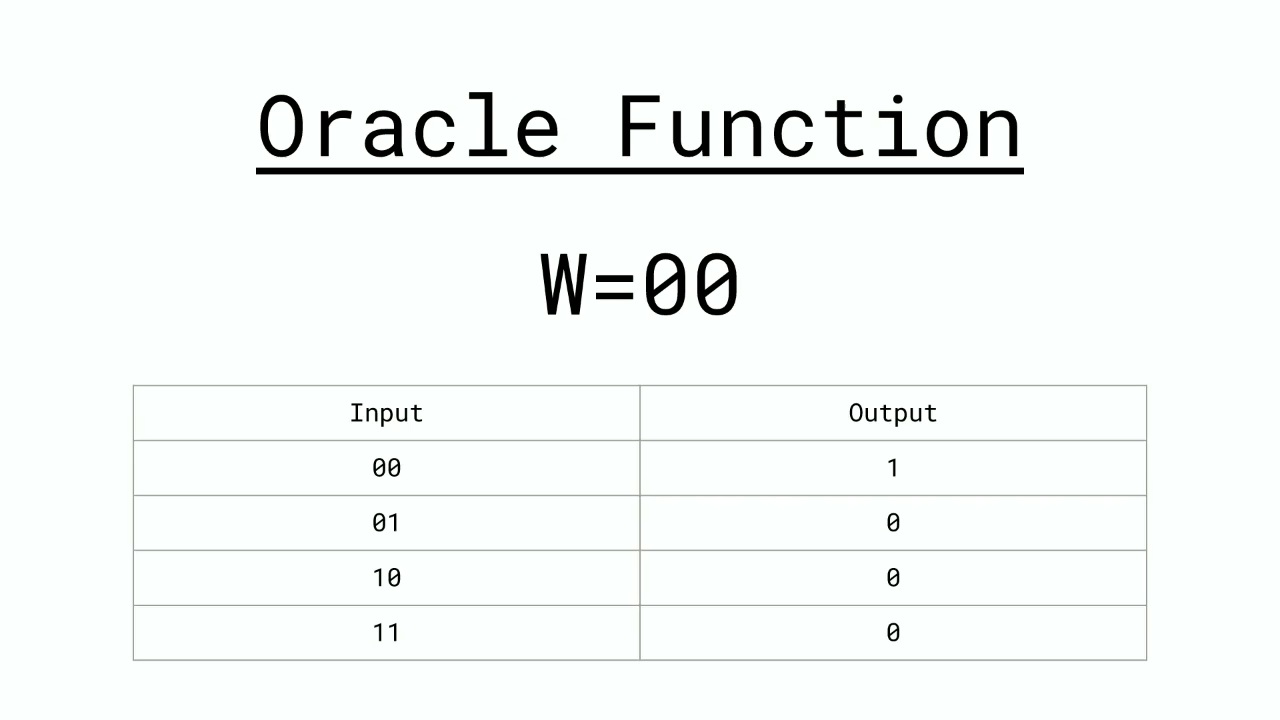 Oracle Function
W=00
Input Output
00 1
01 0
10 0
11 0